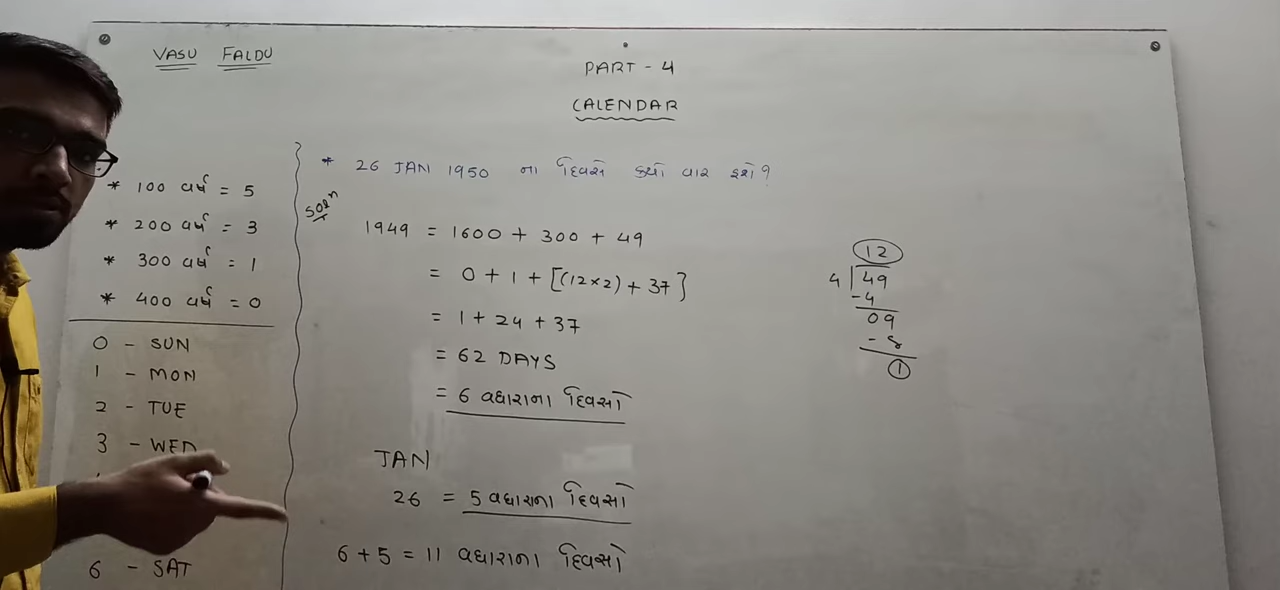 VASU FALDU
PART - 4
CALENDAR
* 100 વર્ષ = 5
* 200 વર્ષ = 3
* 300 વર્ષ = 1
* 400 વર્ષ = 0
0 - SUN
1 - MON
2 - TUE
3 - WED
6 - SAT
* 26 JAN 1950 ના દિવસે કયો વાર હશે?
Solⁿ
1949 = 1600 + 300 + 49
= 0 + 1 + [(12×2) + 37}
= 1 + 24 + 37
= 62 DAYS
= 6 વધારાના દિવસો
JAN
26 = 5 વધારાના દિવસો
6 + 5 = 11 વધારાના દિવસો
12
4 49
- 4
09
- 8
1